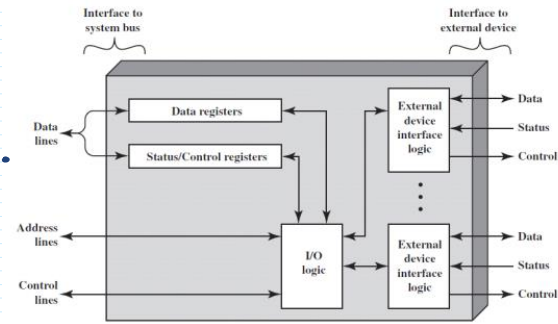 Interface to
system bus
Interface to
external device
Data
lines
Data registers
Status/Control registers
Address
lines
Control
lines
I/O
logic
External
device
interface
logic
Data
Status
Control
External
device
interface
logic
Data
Status
Control